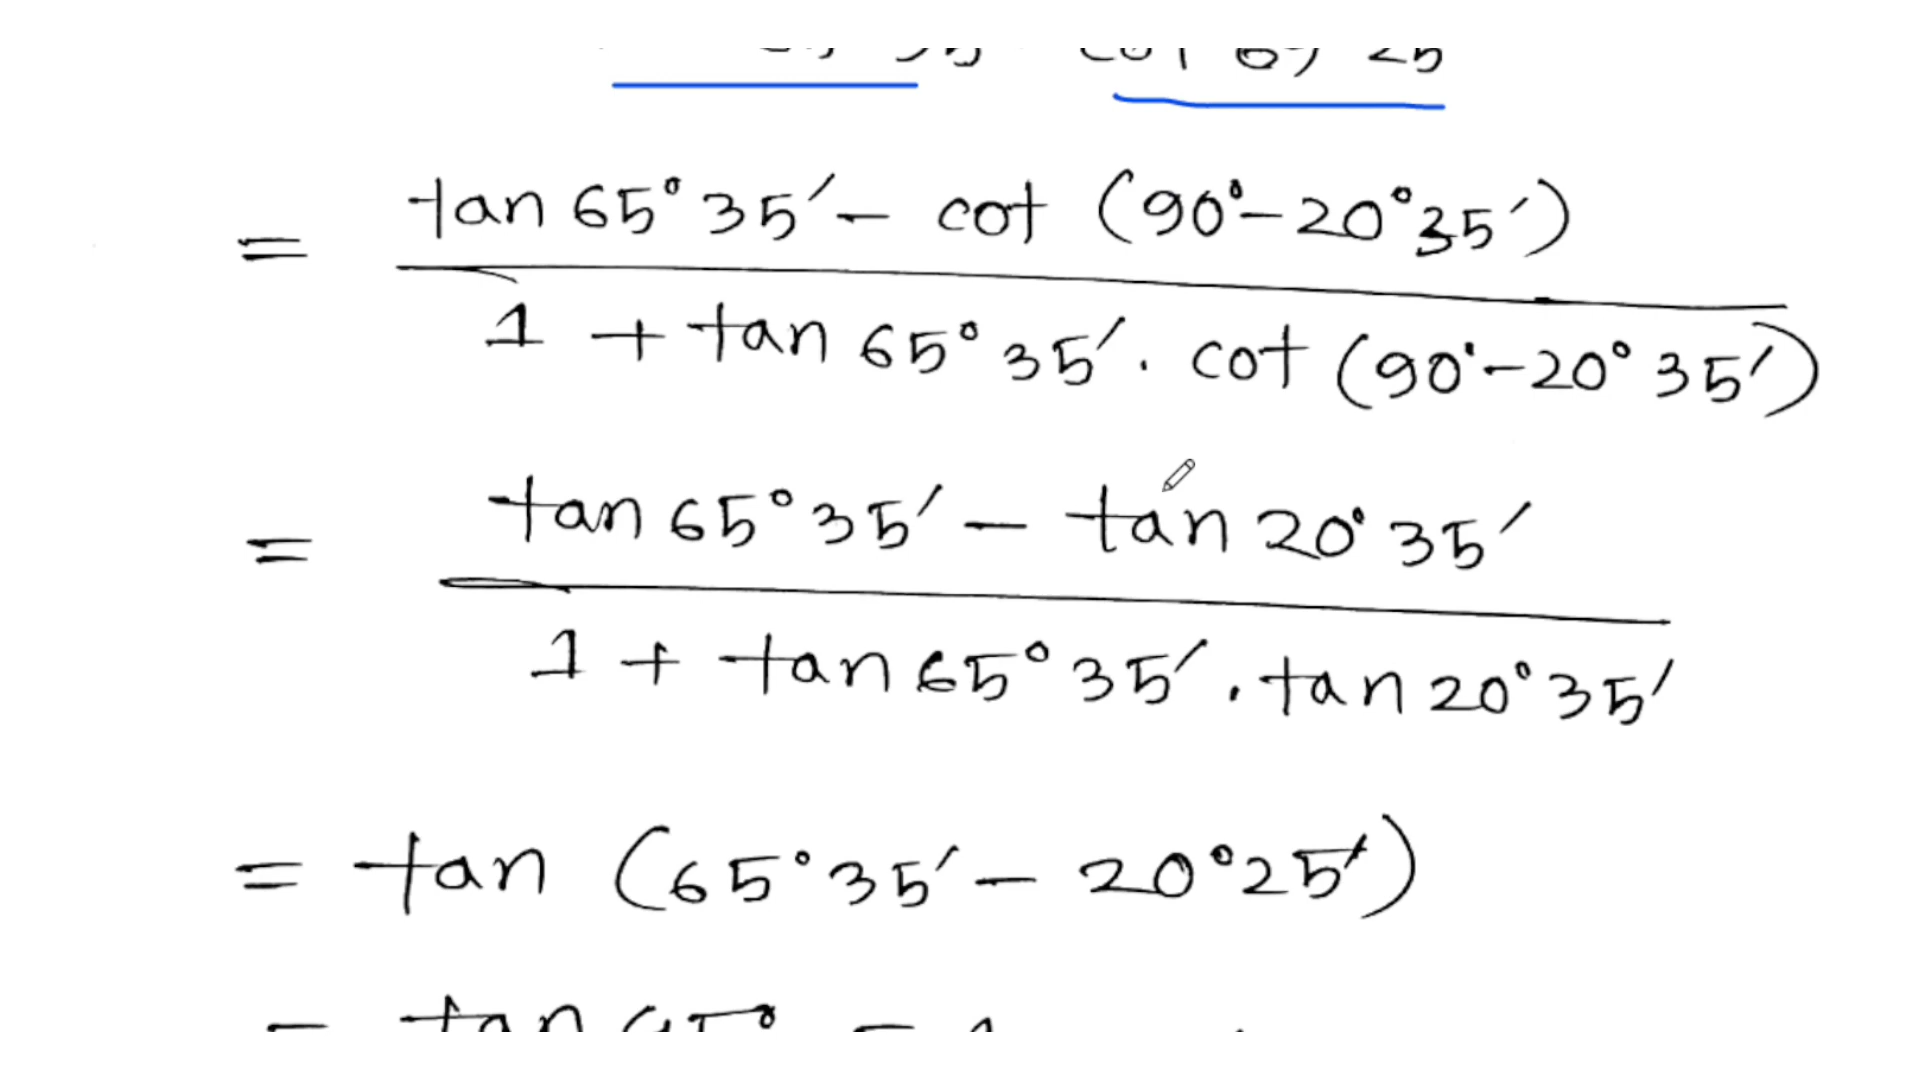 tan 65° 35′ – cot (90° – 20° 35′)
1 + tan 65° 35′ . cot (90° – 20° 35′)
=
tan 65° 35′ – tan 20° 35′
=
1 + tan 65° 35′ . tan 20° 35′
= tan (65° 35′ – 20° 25′)